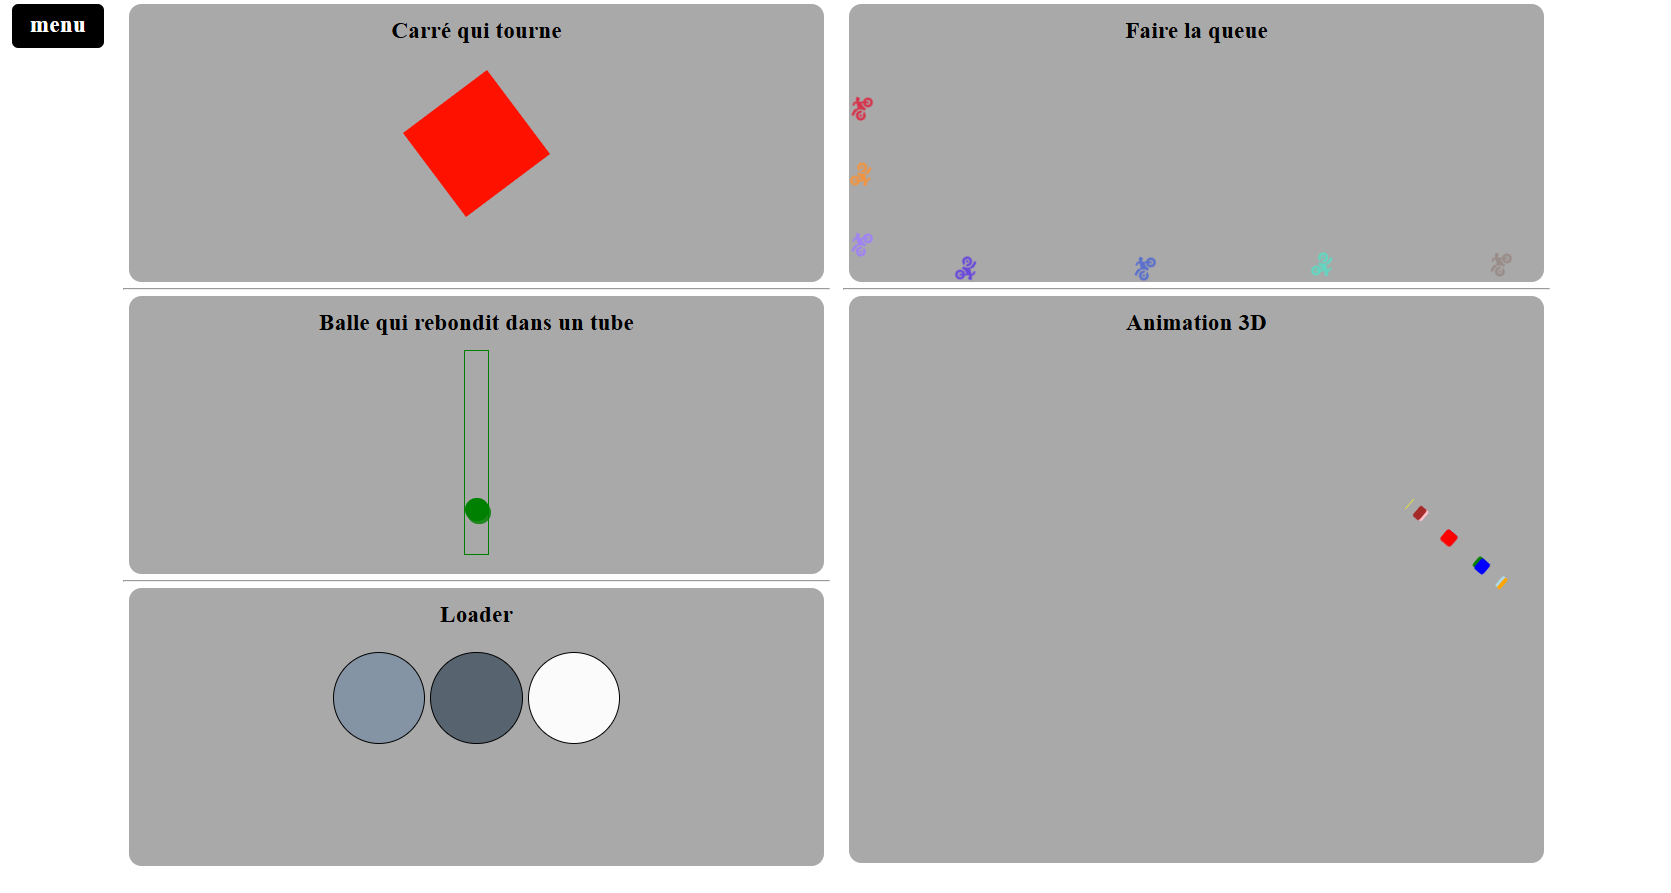 menu
Carré qui tourne
Faire la queue
Balle qui rebondit dans un tube
Animation 3D
Loader